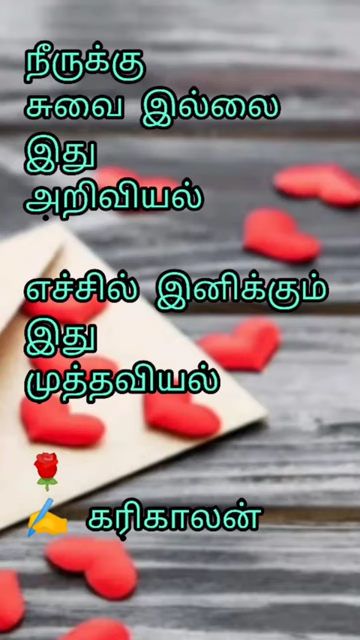 நீருக்கு
சுவை இல்லை
இது
அறிவியல்
எச்சில் இனிக்கும்
இது
முத்தவியல்
🌹
✍️ கரிகாலன்